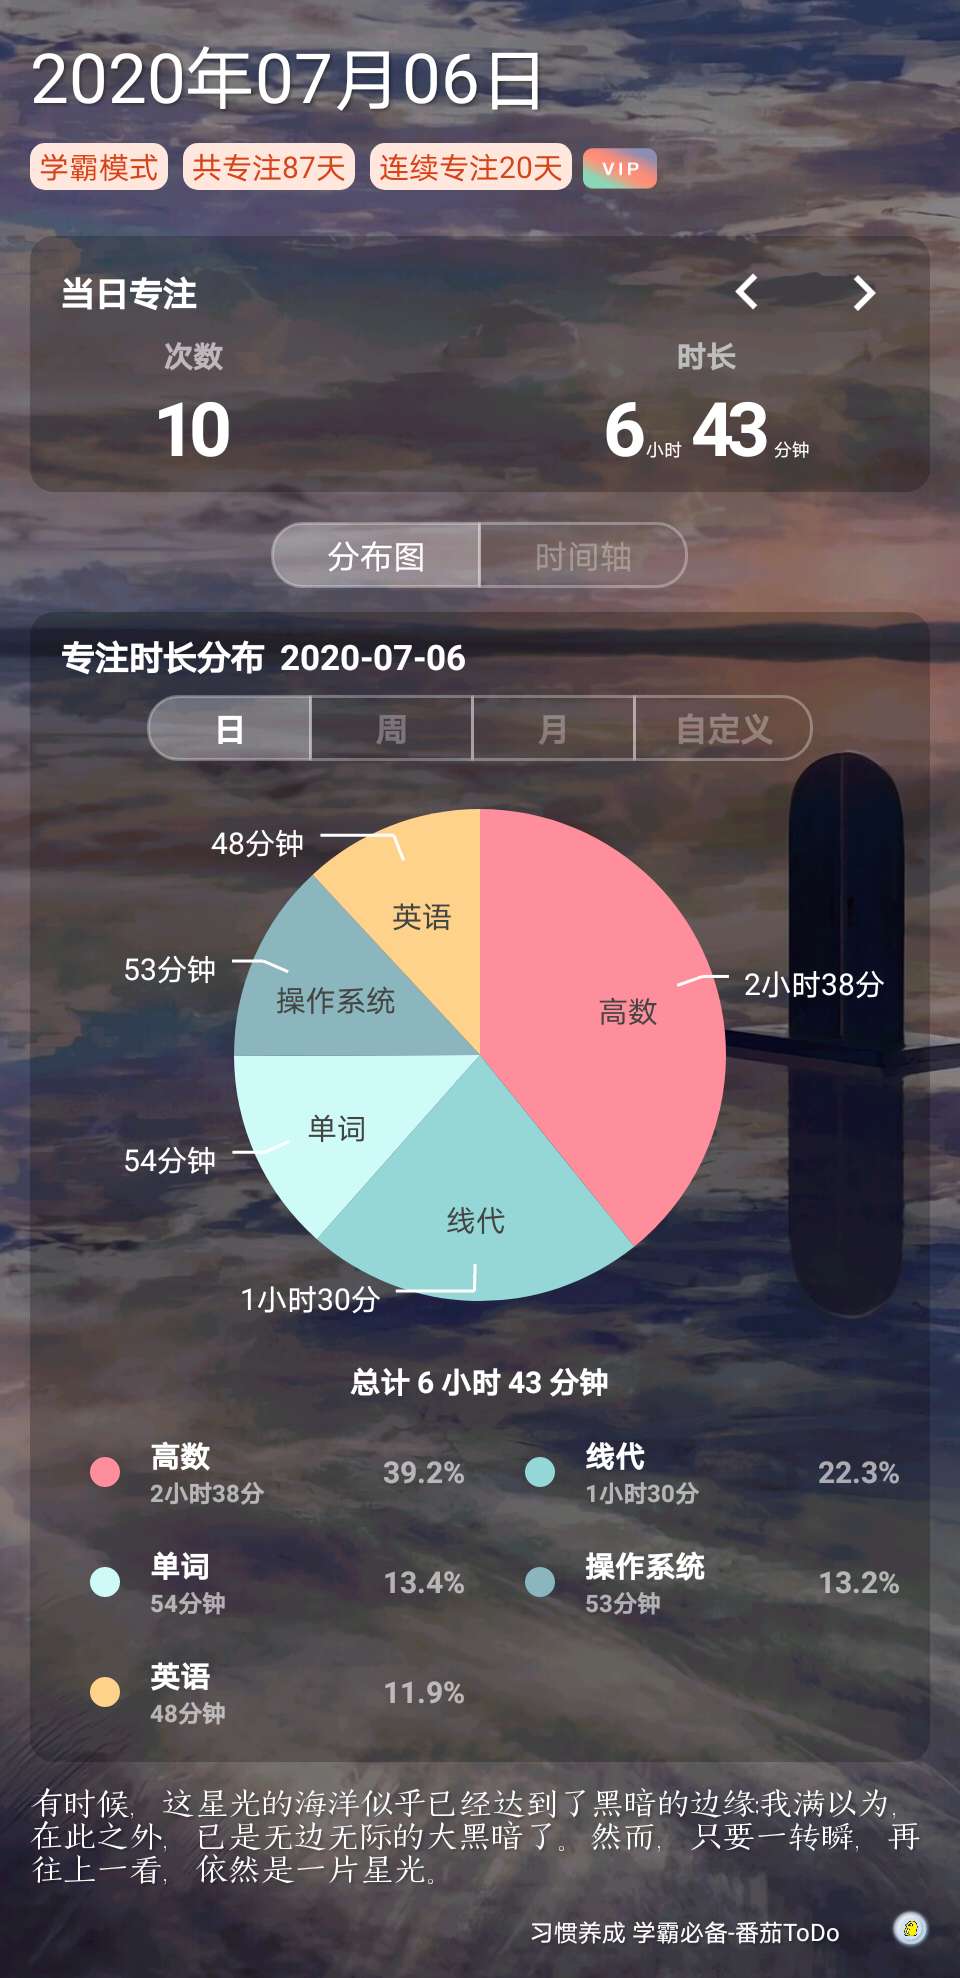 2020年07月06日
学霸模式 共专注87天 连续专注20天 VIP
当日专注
次数 时长
10 6小时 43分钟
分布图 时间轴
专注时长分布 2020-07-06
日 周 月 自定义
48分钟
英语
53分钟
操作系统
2小时38分
高数
单词
54分钟
线代
1小时30分
总计 6 小时 43 分钟
高数 39.2% 线代 22.3%
2小时38分 1小时30分
单词 13.4% 操作系统 13.2%
54分钟 53分钟
英语 11.9%
48分钟
有时候，这星光的海洋似乎已经达到了黑暗的边缘;我满以为，
在此之外，已是无边无际的大黑暗了。然而，只要一转瞬，再
往上一看，依然是一片星光。
习惯养成 学霸必备-番茄ToDo